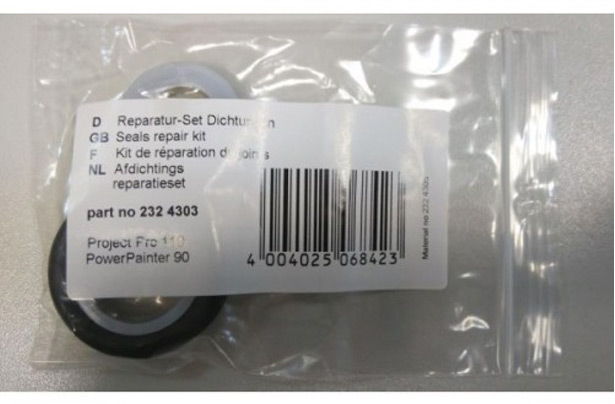 D Reparatur-Set Dichtungen
GB Seals repair kit
F Kit de réparation de joints
NL Afdichtings
reparatieset
part no 232 4303
Project Pro 119
PowerPainter 90
4 004025 068423
Material no 232 4303